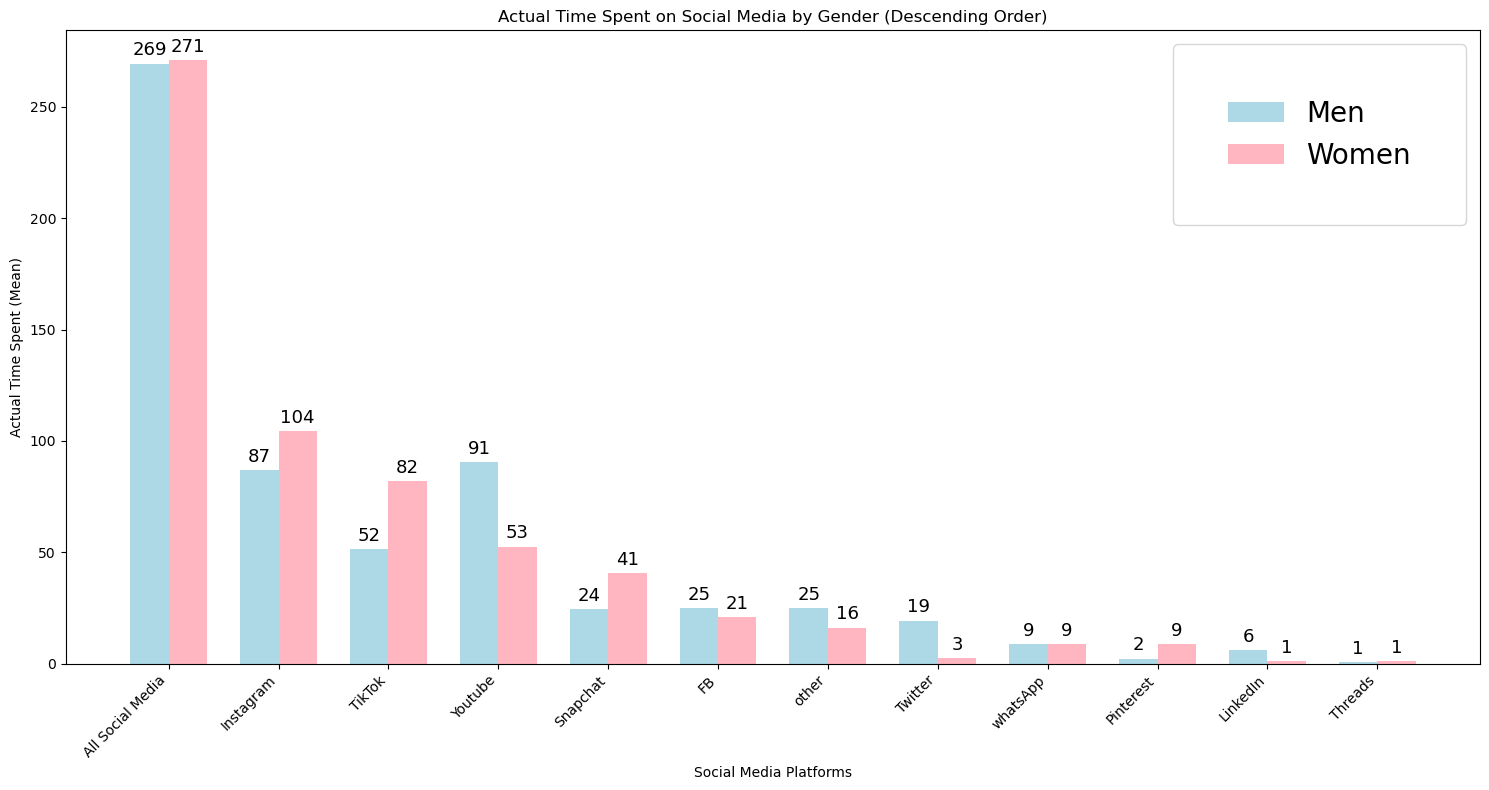 Actual Time Spent on Social Media by Gender (Descending Order)
Actual Time Spent (Mean)
250
200
150
100
50
0
269 271
87 104
52 82
91 53
24 41
25 21
25 16
19 3
9 9
2 9
6 1
1 1
Men
Women
All Social Media
Instagram
TikTok
Youtube
Snapchat
FB
other
Twitter
whatsApp
Pinterest
LinkedIn
Threads
Social Media Platforms